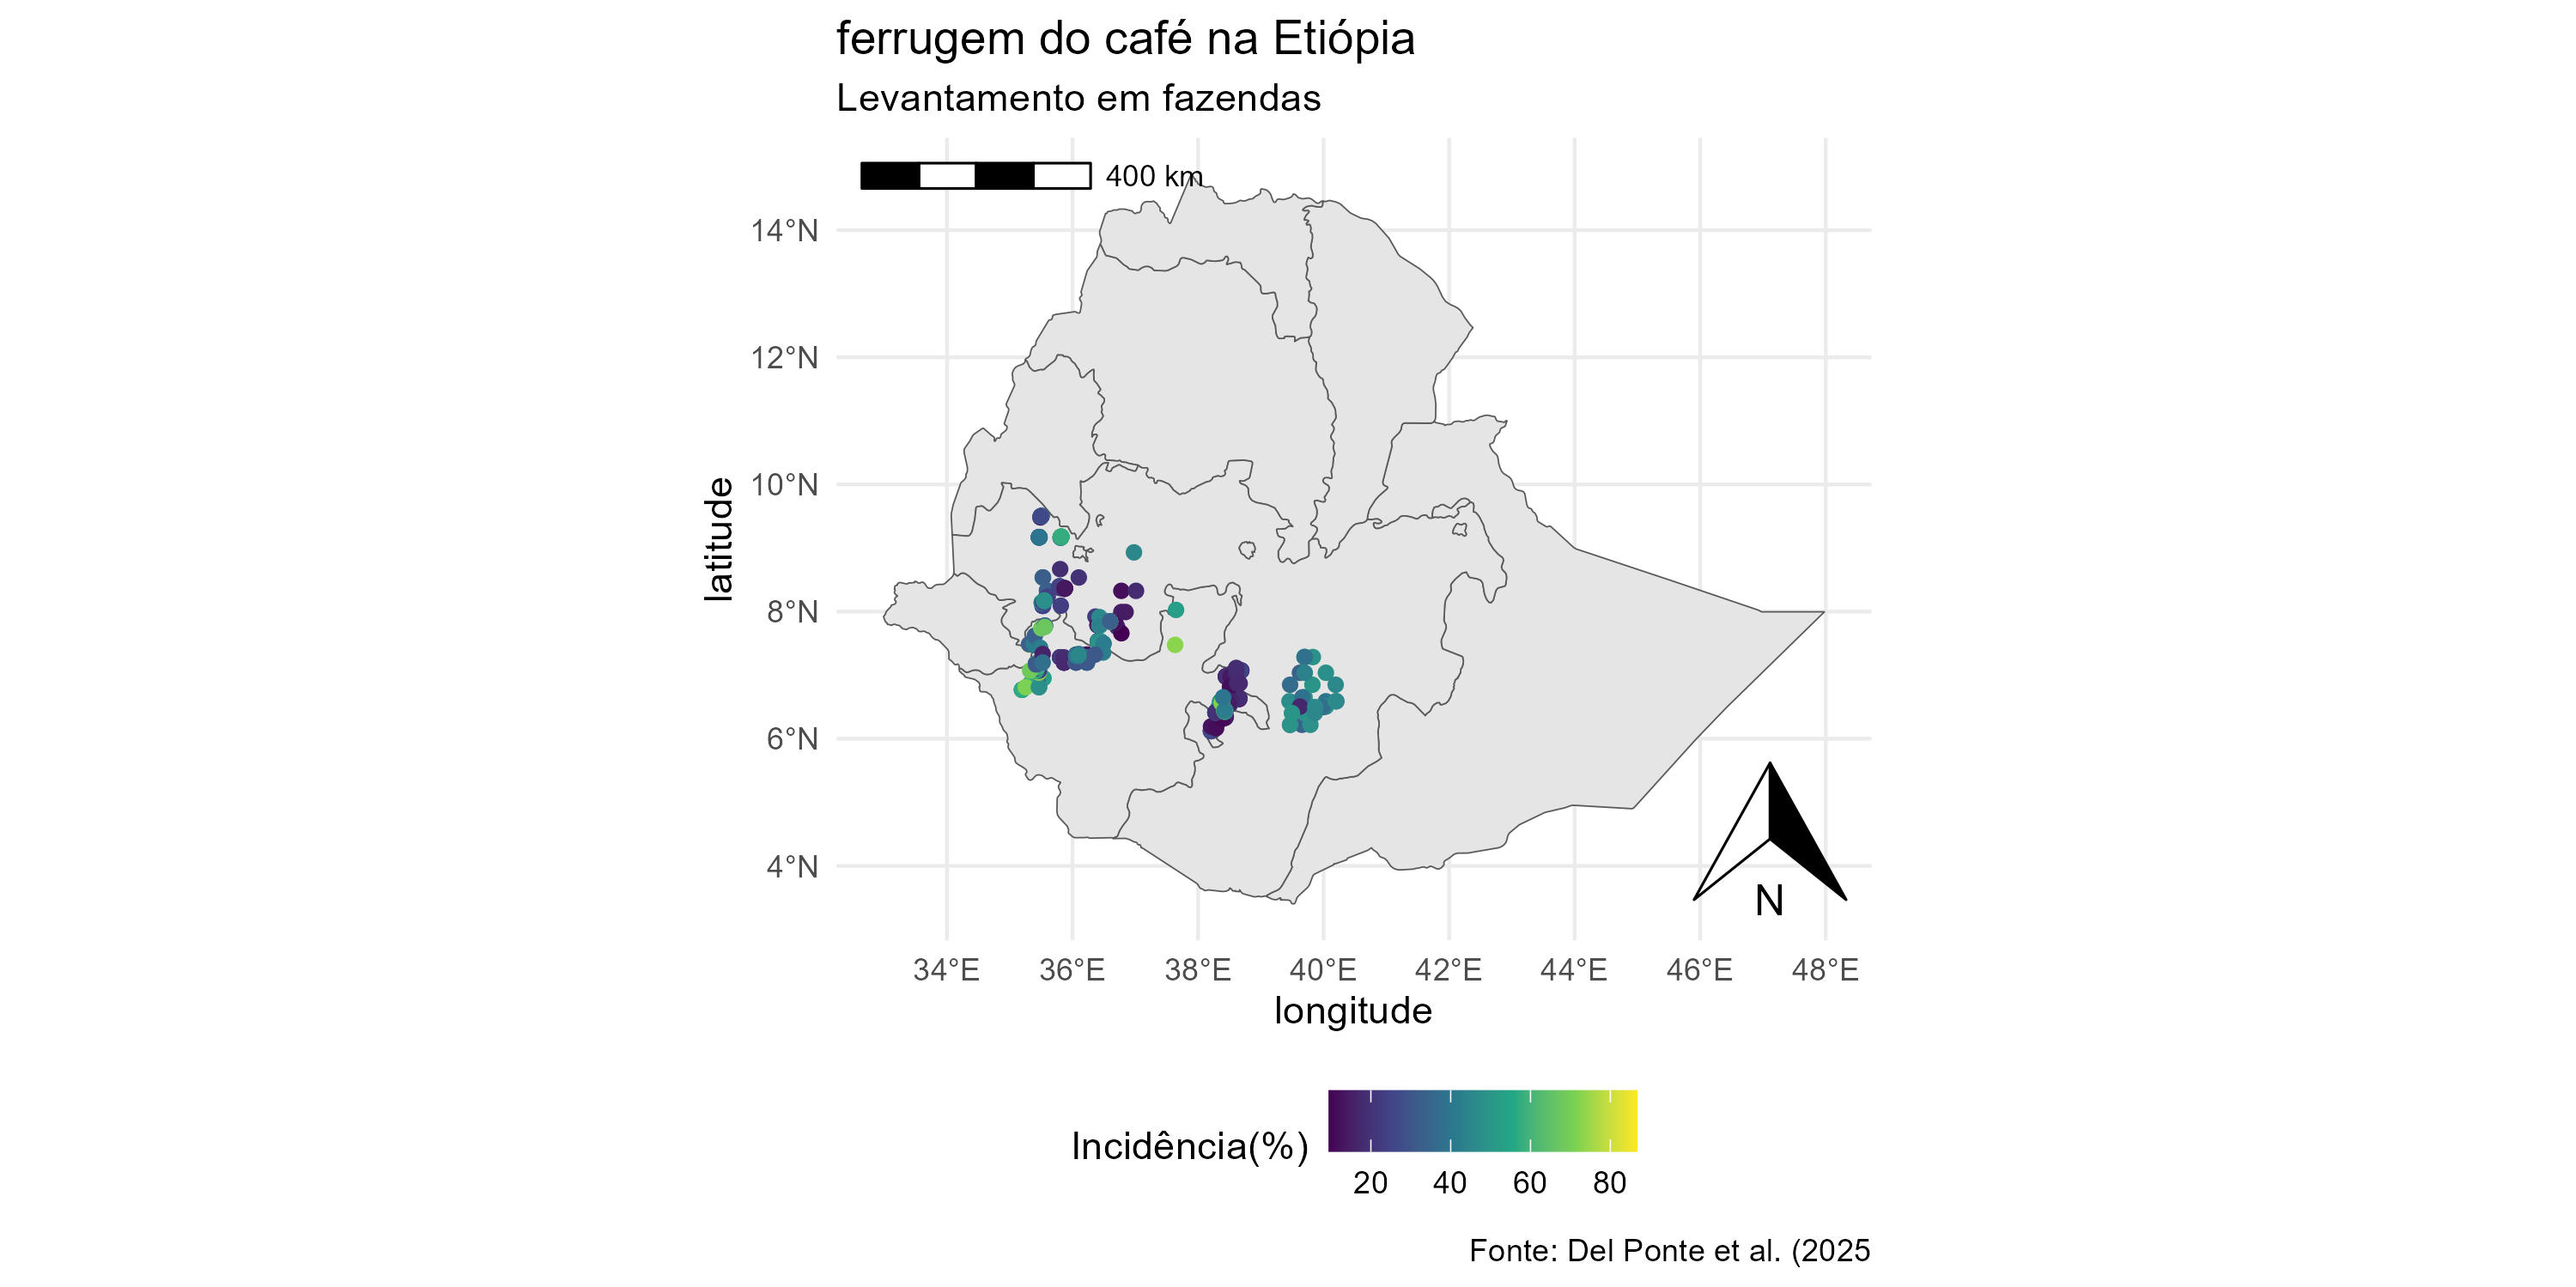 ferrugem do café na Etiópia
Levantamento em fazendas
400 km
14°N
12°N
10°N
8°N
6°N
4°N
latitude
N
34°E 36°E 38°E 40°E 42°E 44°E 46°E 48°E
longitude
Incidência(%)
20 40 60 80
Fonte: Del Ponte et al. (2025